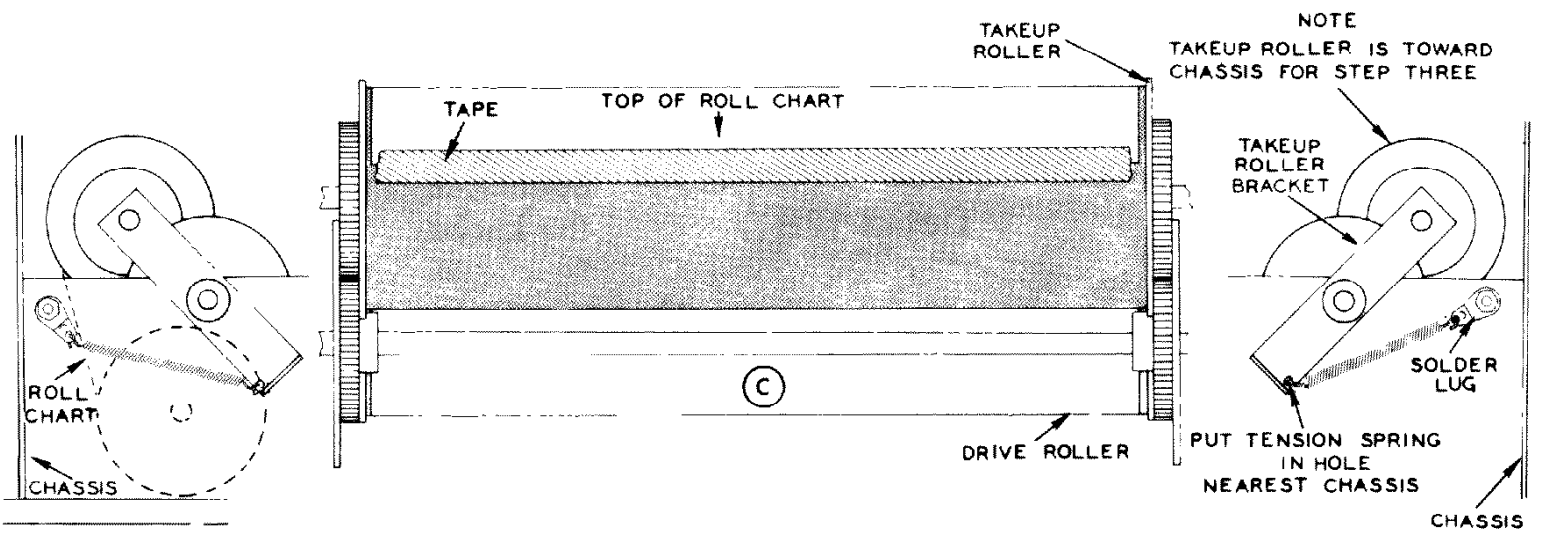 ROLL
CHART
CHASSIS
TAPE
TOP OF ROLL CHART
TAKEUP
ROLLER
C
DRIVE ROLLER
NOTE
TAKEUP ROLLER IS TOWARD
CHASSIS FOR STEP THREE
TAKEUP
ROLLER
BRACKET
SOLDER
LUG
PUT TENSION SPRING
IN HOLE
NEAREST CHASSIS
CHASSIS